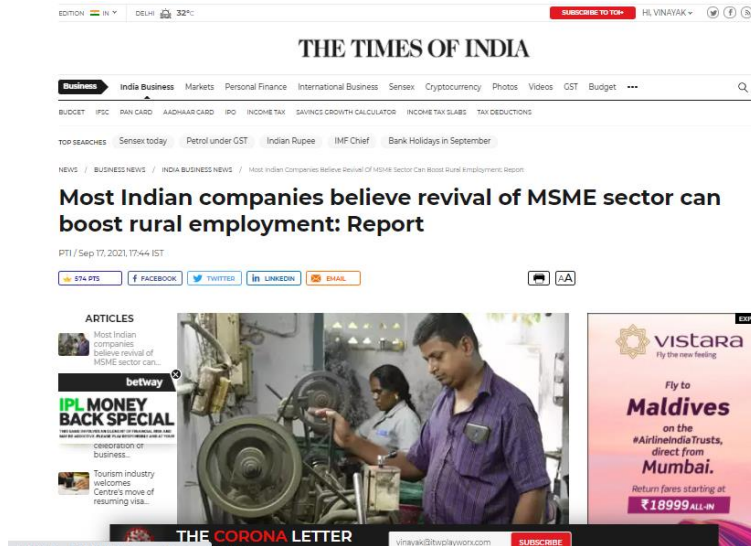 EDITION IN DELHI 32°C SUBSCRIBE TO TOI+ HI, VINAYAK
THE TIMES OF INDIA
Business India Business Markets Personal Finance International Business Sensex Cryptocurrency Photos Videos GST Budget •••
BUDGET IFSC PAN CARD AADHAAR CARD IPO INCOME TAX SAVINGS GROWTH CALCULATOR INCOME TAX SLABS TAX DEDUCTIONS
TOP SEARCHES Sensex today Petrol under GST Indian Rupee IMF Chief Bank Holidays in September
NEWS / BUSINESS NEWS / INDIA BUSINESS NEWS / Most Indian Companies Believe Revival Of MSME Sector Can Boost Rural Employment: Report
Most Indian companies believe revival of MSME sector can
boost rural employment: Report
PTI / Sep 17, 2021, 17:44 IST
574 PTS FACEBOOK TWITTER LINKEDIN EMAIL AA
ARTICLES
Most Indian
companies
believe revival of
MSME sector can...
betway
IPL MONEY
BACK SPECIAL
celebration of
business...
Tourism industry
welcomes
Centre's move of
resuming visa...
EXP
VISTARA
Fly the new feeling
Fly to
Maldives
on the
#AirlineIndiaTrusts,
direct from
Mumbai.
Return fares starting at
₹18999 ALL-IN
THE CORONA LETTER
vinayak@itwplayworx.com SUBSCRIBE